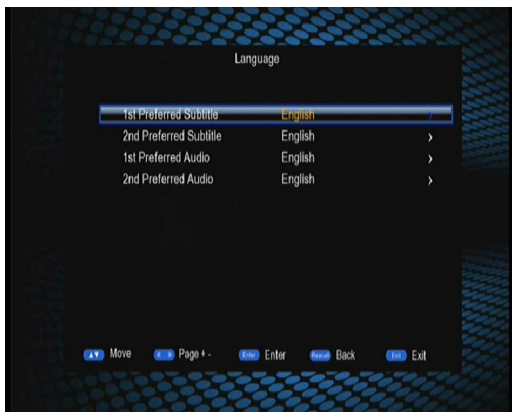 Language
1st Preferred Subtitle English ›
2nd Preferred Subtitle English ›
1st Preferred Audio English ›
2nd Preferred Audio English ›
▲▼ Move « » Page + - Enter Enter Recall Back Exit Exit